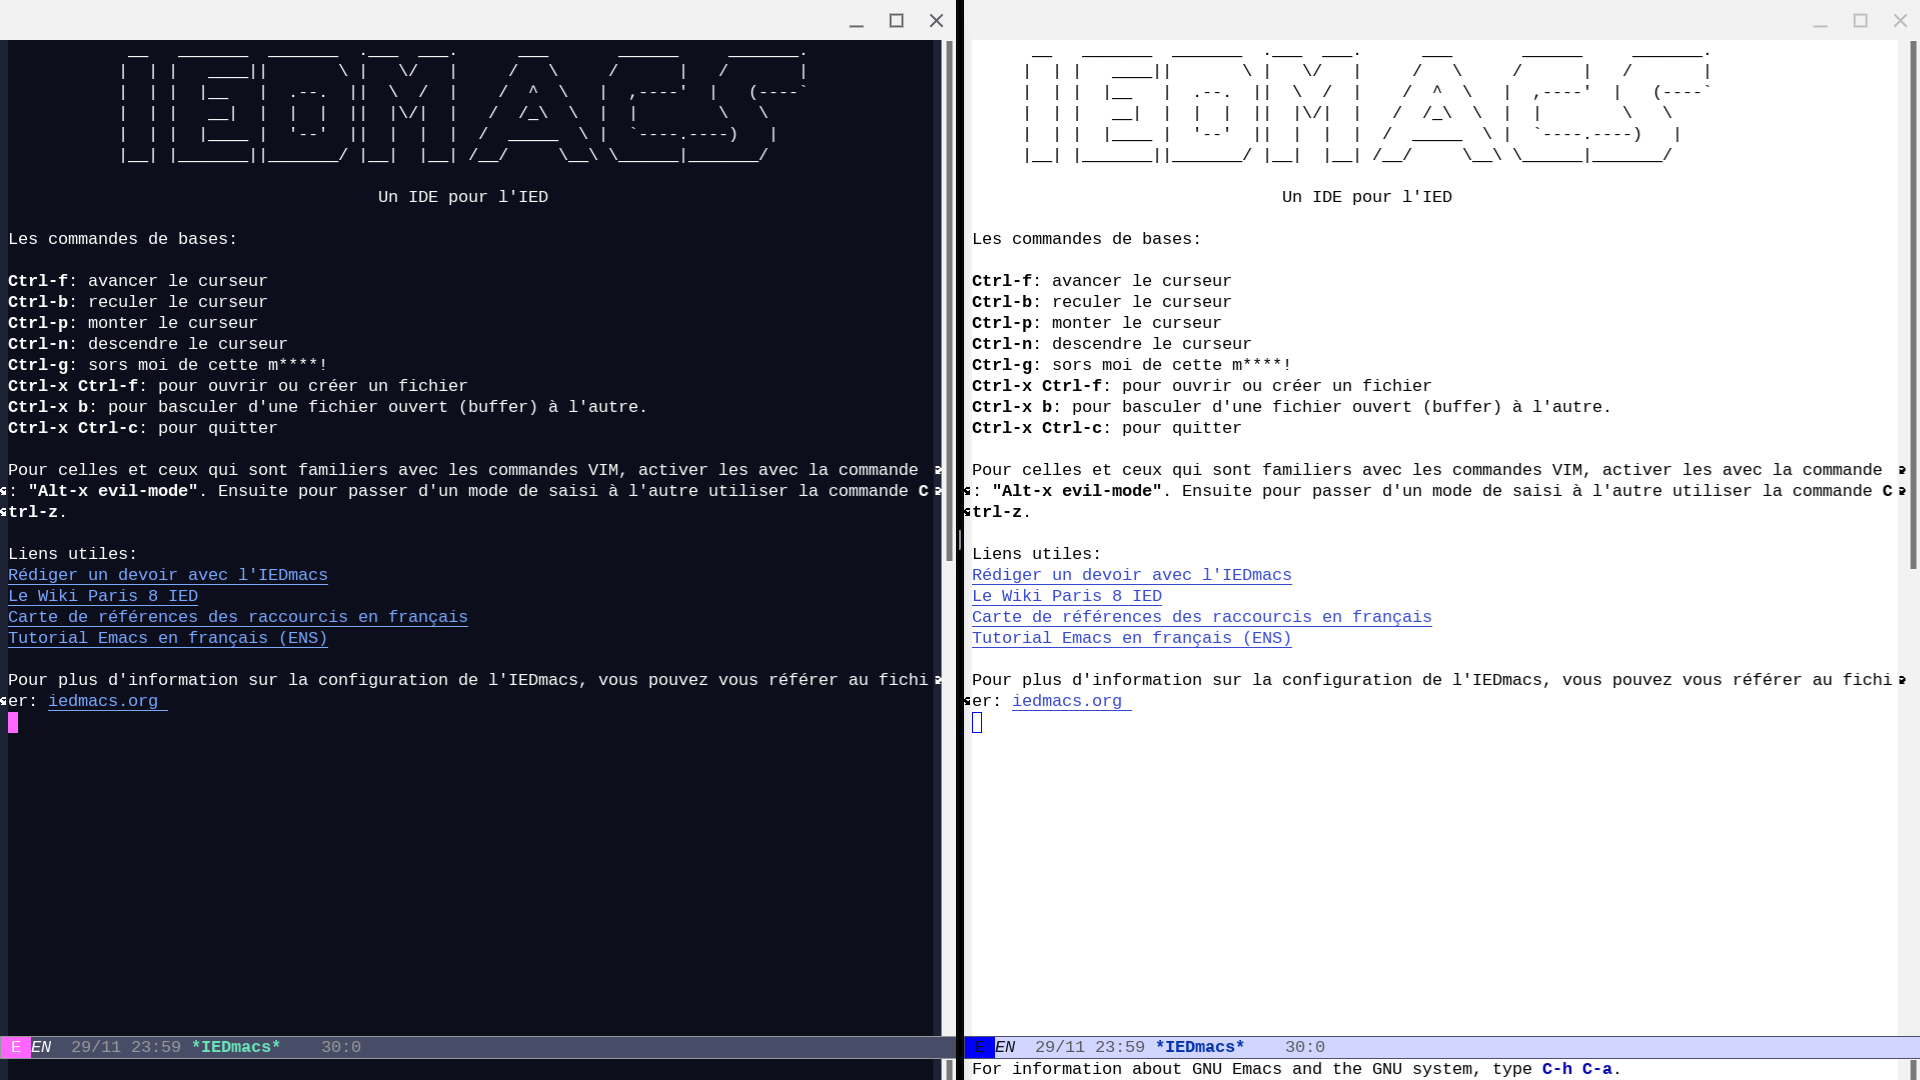 IEDMACS
Un IDE pour l'IED
Les commandes de bases:
Ctrl-f: avancer le curseur
Ctrl-b: reculer le curseur
Ctrl-p: monter le curseur
Ctrl-n: descendre le curseur
Ctrl-g: sors moi de cette m****!
Ctrl-x Ctrl-f: pour ouvrir ou créer un fichier
Ctrl-x b: pour basculer d'une fichier ouvert (buffer) à l'autre.
Ctrl-x Ctrl-c: pour quitter
Pour celles et ceux qui sont familiers avec les commandes VIM, activer les avec la commande
: "Alt-x evil-mode". Ensuite pour passer d'un mode de saisi à l'autre utiliser la commande C
trl-z.
Liens utiles:
Rédiger un devoir avec l'IEDmacs
Le Wiki Paris 8 IED
Carte de références des raccourcis en français
Tutorial Emacs en français (ENS)
Pour plus d'information sur la configuration de l'IEDmacs, vous pouvez vous référer au fichi
er: iedmacs.org
E EN 29/11 23:59 *IEDmacs* 30:0
IEDMACS
Un IDE pour l'IED
Les commandes de bases:
Ctrl-f: avancer le curseur
Ctrl-b: reculer le curseur
Ctrl-p: monter le curseur
Ctrl-n: descendre le curseur
Ctrl-g: sors moi de cette m****!
Ctrl-x Ctrl-f: pour ouvrir ou créer un fichier
Ctrl-x b: pour basculer d'une fichier ouvert (buffer) à l'autre.
Ctrl-x Ctrl-c: pour quitter
Pour celles et ceux qui sont familiers avec les commandes VIM, activer les avec la commande
: "Alt-x evil-mode". Ensuite pour passer d'un mode de saisi à l'autre utiliser la commande C
trl-z.
Liens utiles:
Rédiger un devoir avec l'IEDmacs
Le Wiki Paris 8 IED
Carte de références des raccourcis en français
Tutorial Emacs en français (ENS)
Pour plus d'information sur la configuration de l'IEDmacs, vous pouvez vous référer au fichi
er: iedmacs.org
E EN 29/11 23:59 *IEDmacs* 30:0
For information about GNU Emacs and the GNU system, type C-h C-a.